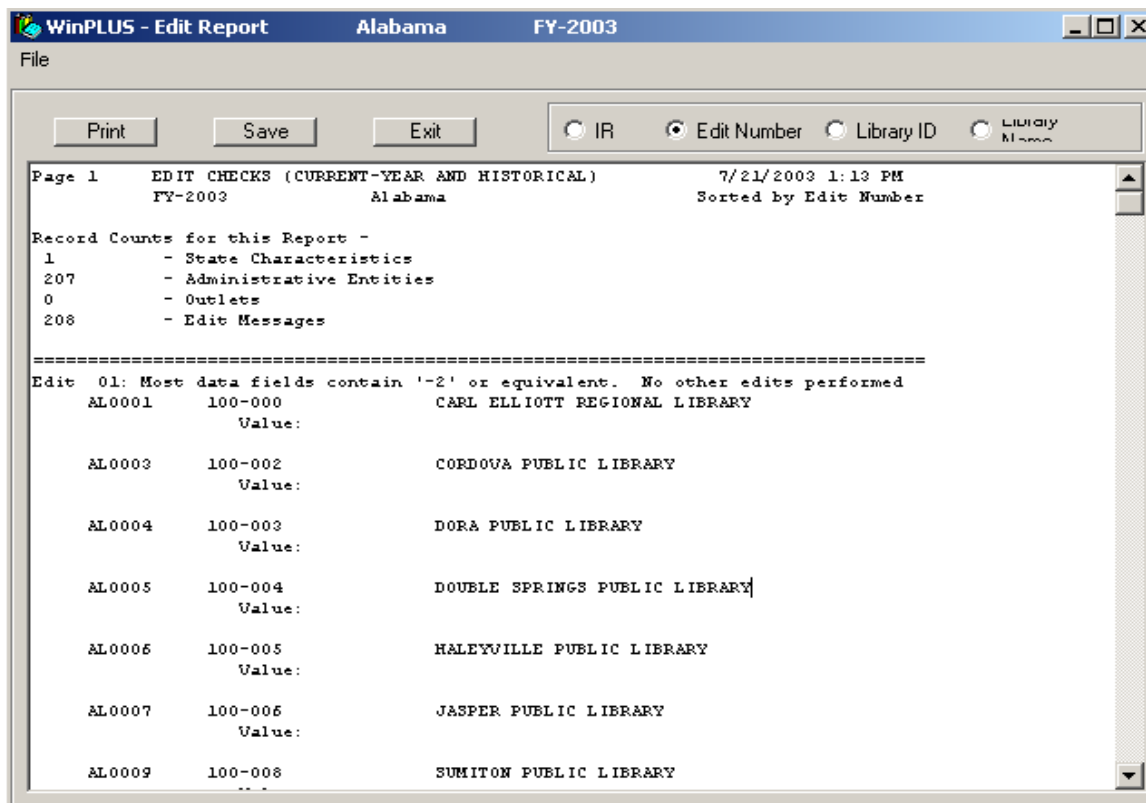 WinPLUS - Edit Report Alabama FY-2003
File
Print Save Exit IR Edit Number Library ID Library Name
Page 1 EDIT CHECKS (CURRENT-YEAR AND HISTORICAL) 7/21/2003 1:13 PM
FY-2003 Alabama Sorted by Edit Number
Record Counts for this Report -
1 - State Characteristics
207 - Administrative Entities
0 - Outlets
208 - Edit Messages
================================================================================
Edit 01: Most data fields contain '-2' or equivalent. No other edits performed
AL0001 100-000 CARL ELLIOTT REGIONAL LIBRARY
Value:
AL0003 100-002 CORDOVA PUBLIC LIBRARY
Value:
AL0004 100-003 DORA PUBLIC LIBRARY
Value:
AL0005 100-004 DOUBLE SPRINGS PUBLIC LIBRARY
Value:
AL0006 100-005 HALEYVILLE PUBLIC LIBRARY
Value:
AL0007 100-006 JASPER PUBLIC LIBRARY
Value:
AL0009 100-008 SUMITON PUBLIC LIBRARY